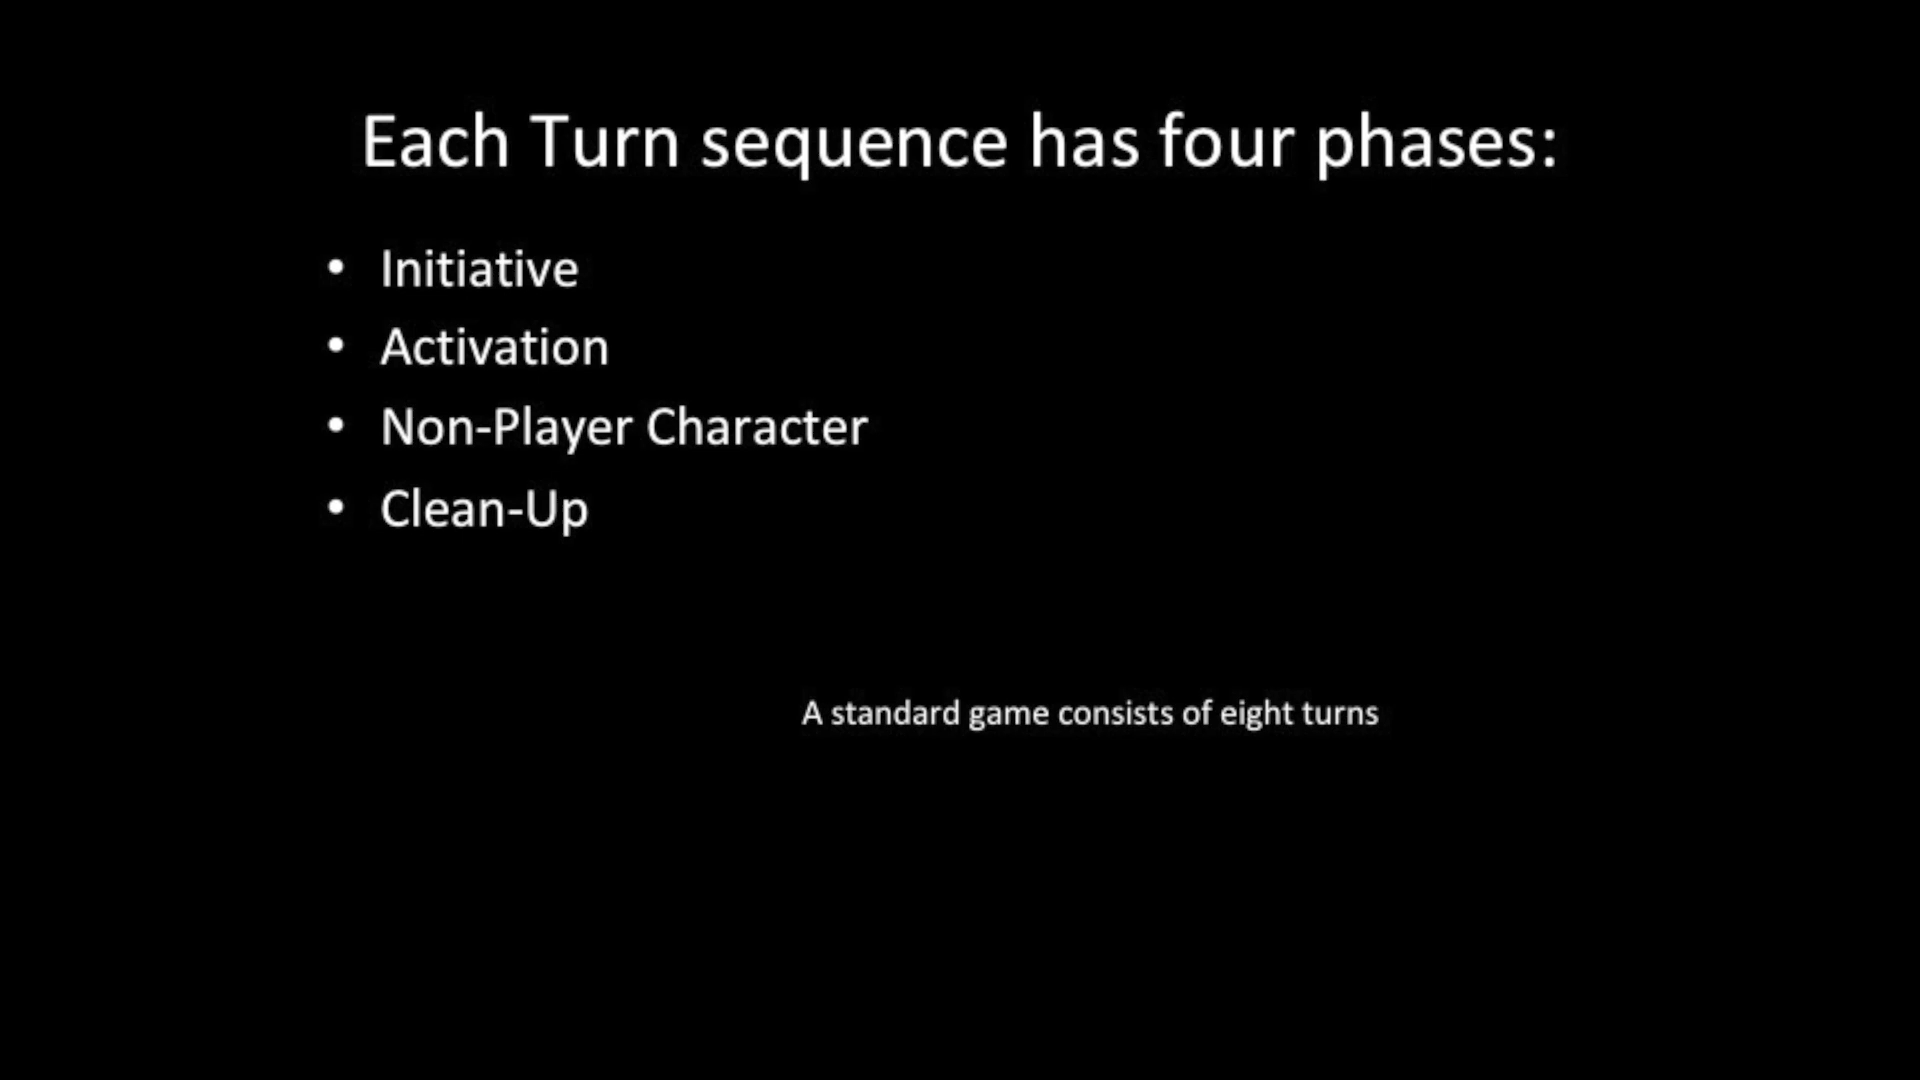 Each Turn sequence has four phases:
• Initiative
• Activation
• Non-Player Character
• Clean-Up
A standard game consists of eight turns